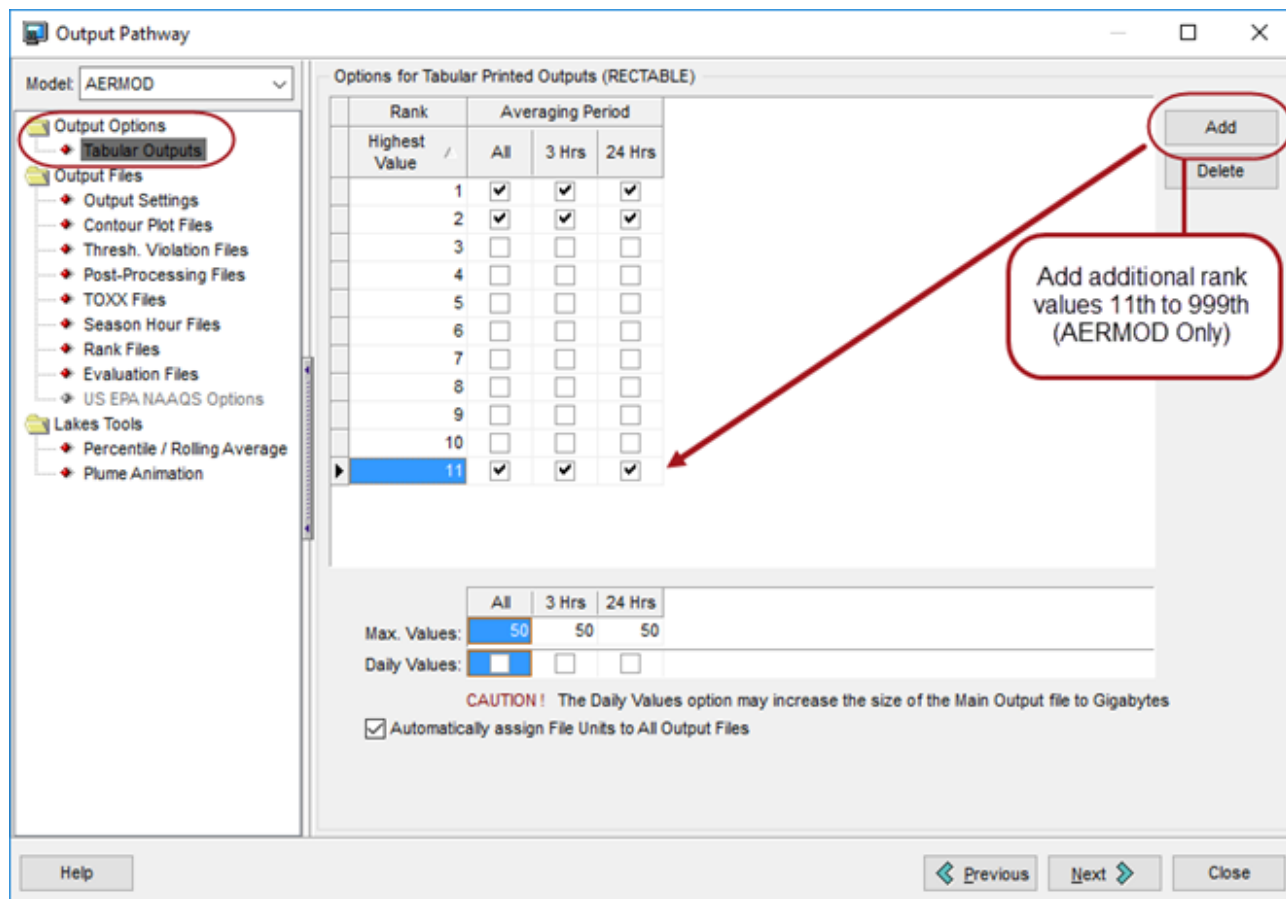 Output Pathway
Model: AERMOD
Output Options
Tabular Outputs
Output Files
Output Settings
Contour Plot Files
Thresh. Violation Files
Post-Processing Files
TOXX Files
Season Hour Files
Rank Files
Evaluation Files
US EPA NAAQS Options
Lakes Tools
Percentile / Rolling Average
Plume Animation
Options for Tabular Printed Outputs (RECTABLE)
Rank Averaging Period
Highest Value All 3 Hrs 24 Hrs
1
2
3
4
5
6
7
8
9
10
11
Add
Delete
Add additional rank
values 11th to 999th
(AERMOD Only)
All 3 Hrs 24 Hrs
Max. Values: 50 50 50
Daily Values:
CAUTION ! The Daily Values option may increase the size of the Main Output file to Gigabytes
Automatically assign File Units to All Output Files
Help
Previous
Next
Close